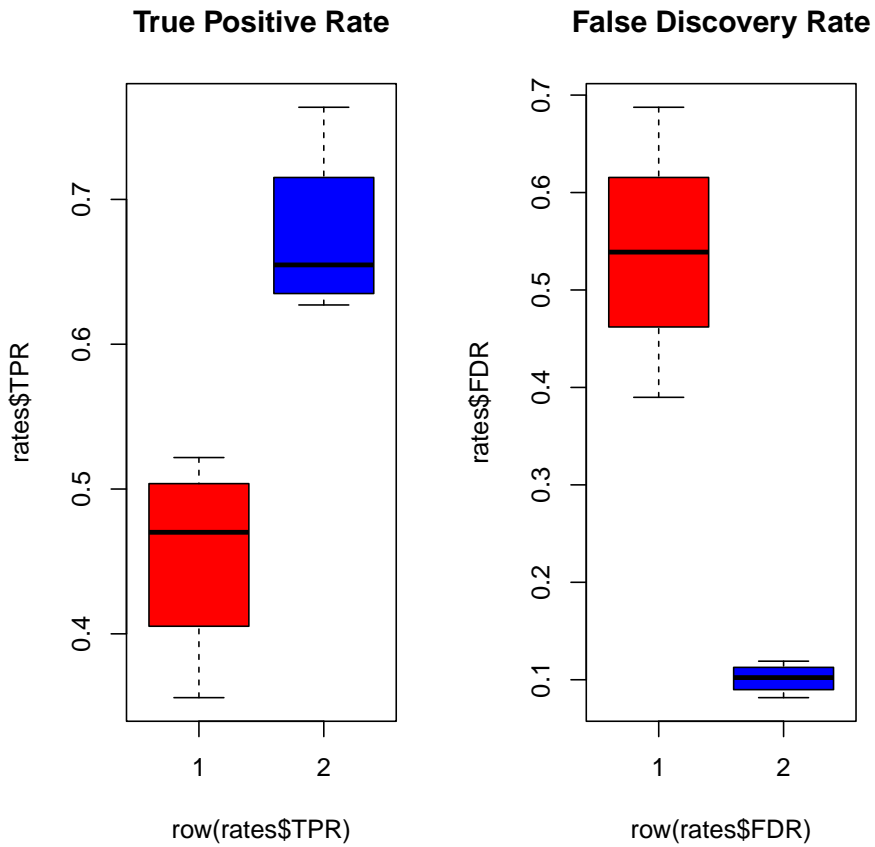 True Positive Rate
rates$TPR
0.7
0.6
0.5
0.4
1 2
row(rates$TPR)
False Discovery Rate
rates$FDR
0.7
0.6
0.5
0.4
0.3
0.2
0.1
1 2
row(rates$FDR)